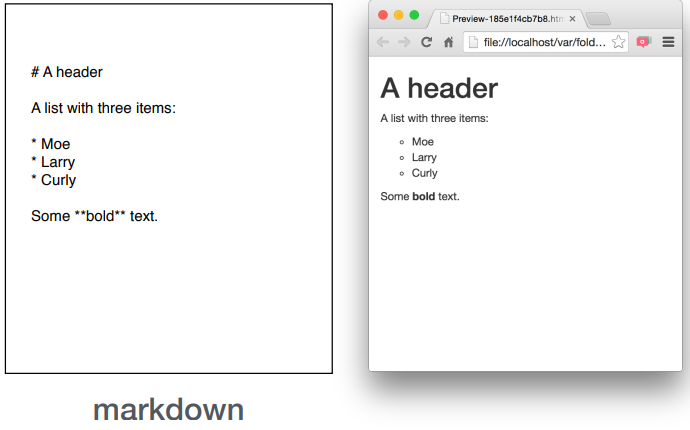 # A header
A list with three items:
* Moe
* Larry
* Curly
Some **bold** text.
markdown
Preview-185e1f4cb7b8.htm
file://localhost/var/fold…
A header
A list with three items:
Moe
Larry
Curly
Some bold text.